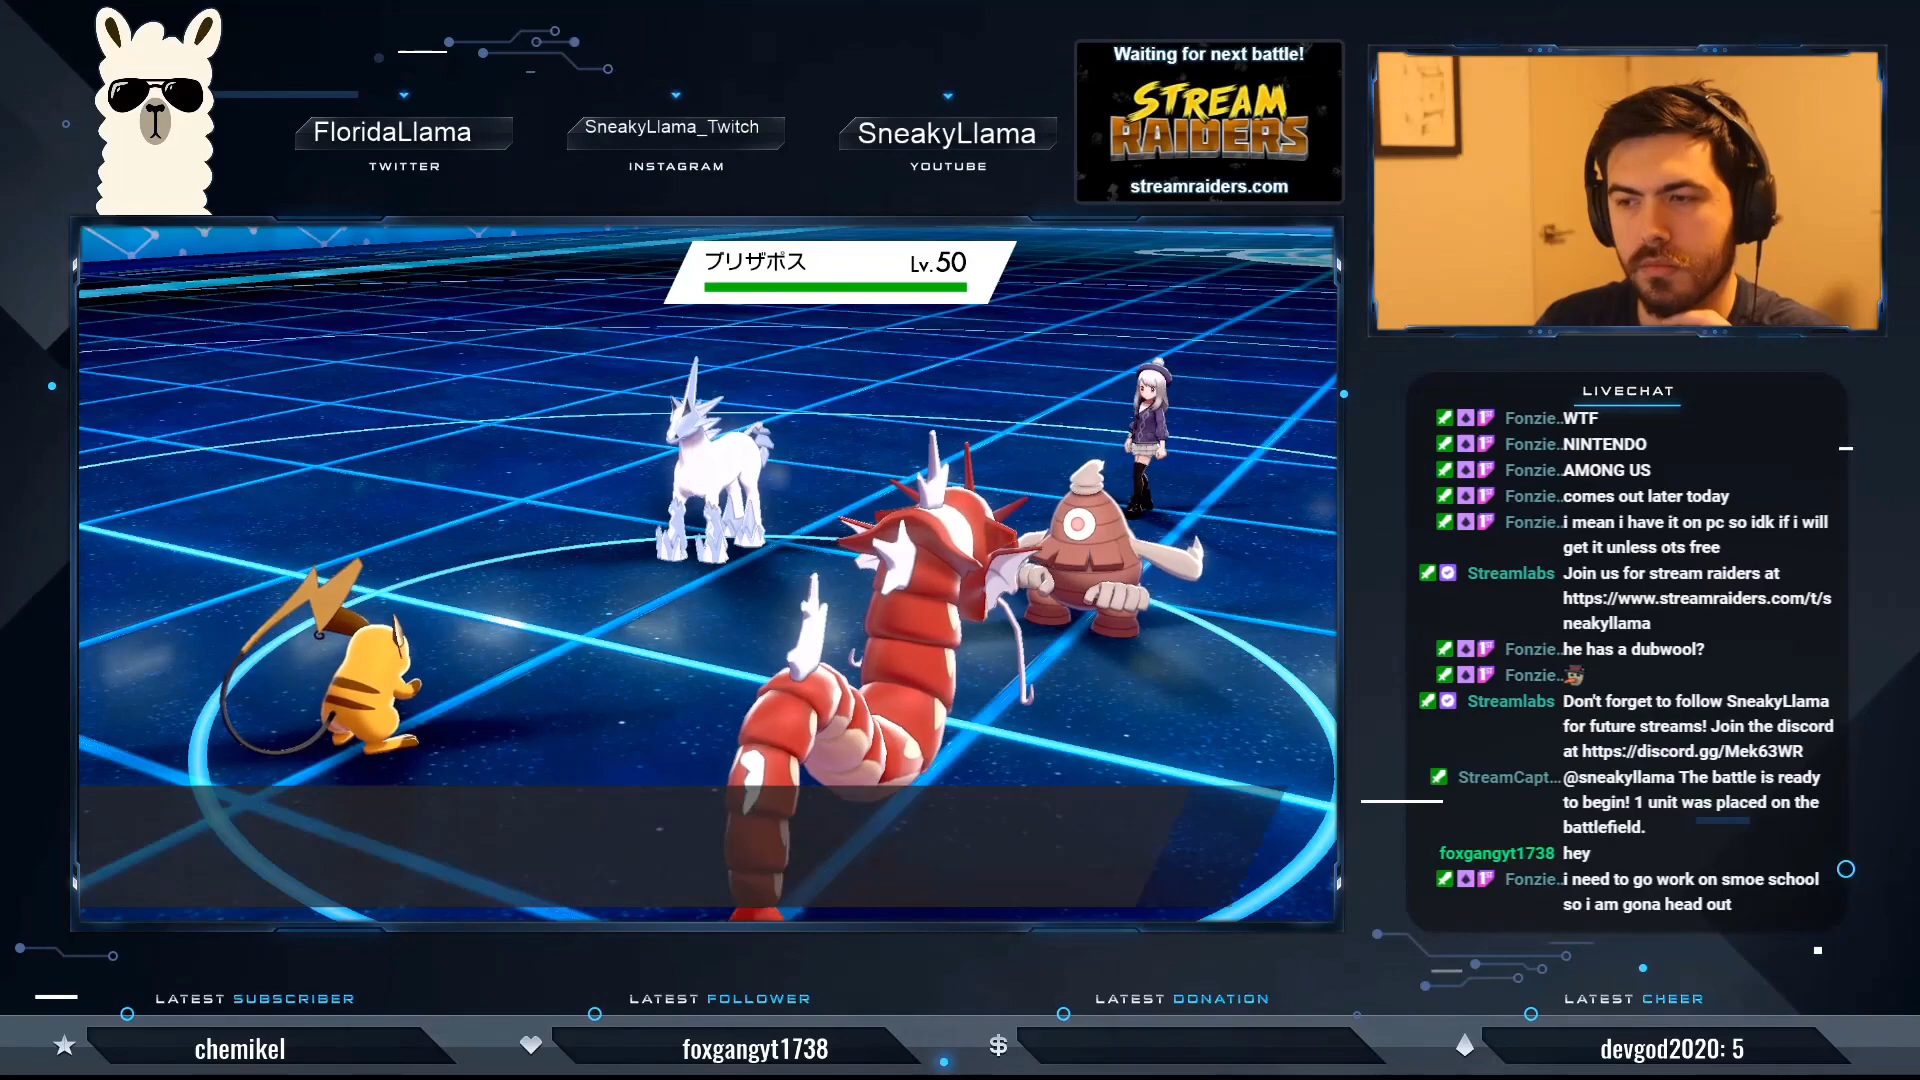 FloridaLlama
TWITTER
SneakyLlama_Twitch
INSTAGRAM
SneakyLlama
YOUTUBE
Waiting for next battle!
STREAM
RAIDERS
streamraiders.com
ブリザポス Lv.50
LIVECHAT
Fonzie..WTF
Fonzie..NINTENDO
Fonzie..AMONG US
Fonzie..comes out later today
Fonzie..i mean i have it on pc so idk if i will
get it unless ots free
Streamlabs Join us for stream raiders at
https://www.streamraiders.com/t/s
neakyllama
Fonzie..he has a dubwool?
Fonzie..
Streamlabs Don't forget to follow SneakyLlama
for future streams! Join the discord
at https://discord.gg/Mek63WR
StreamCapt...@sneakyllama The battle is ready
to begin! 1 unit was placed on the
battlefield.
foxgangyt1738 hey
Fonzie..i need to go work on smoe school
so i am gona head out
LATEST SUBSCRIBER
chemikel
LATEST FOLLOWER
foxgangyt1738
LATEST DONATION
$
LATEST CHEER
devgod2020: 5